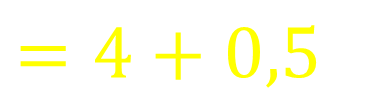 = 4 + 0,5